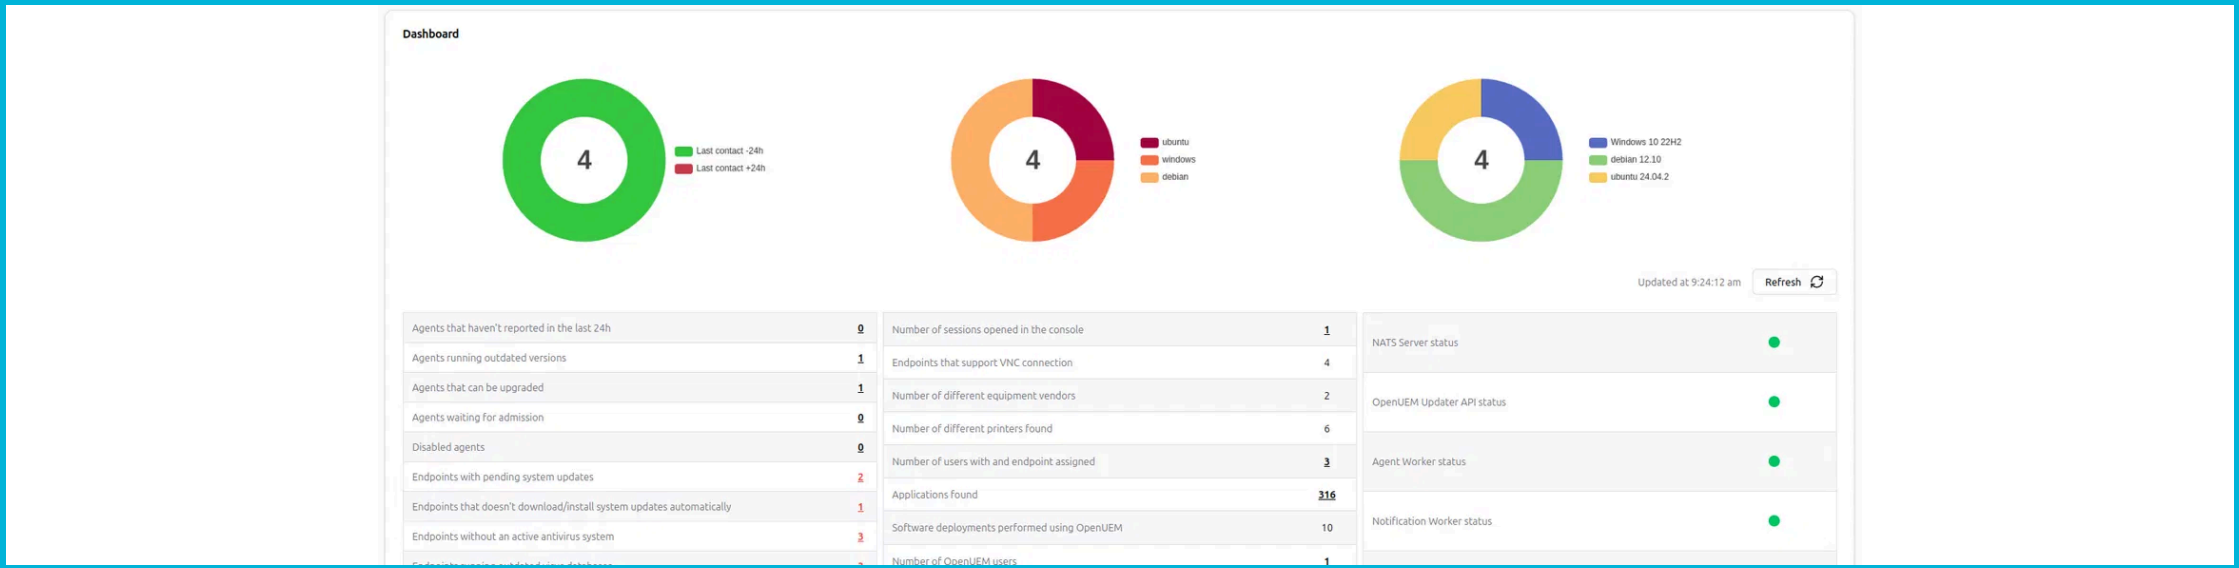 Dashboard
4
Last contact -24h
Last contact +24h
4
ubuntu
windows
debian
4
Windows 10 22H2
debian 12.10
ubuntu 24.04.2
Updated at 9:24:12 am
Refresh
Agents that haven't reported in the last 24h 0
Agents running outdated versions 1
Agents that can be upgraded 1
Agents waiting for admission 0
Disabled agents 0
Endpoints with pending system updates 2
Endpoints that doesn't download/install system updates automatically 1
Endpoints without an active antivirus system 3
Number of sessions opened in the console 1
Endpoints that support VNC connection 4
Number of different equipment vendors 2
Number of different printers found 6
Number of users with and endpoint assigned 3
Applications found 316
Software deployments performed using OpenUEM 10
Number of OpenUEM users 1
NATS Server status
OpenUEM Updater API status
Agent Worker status
Notification Worker status